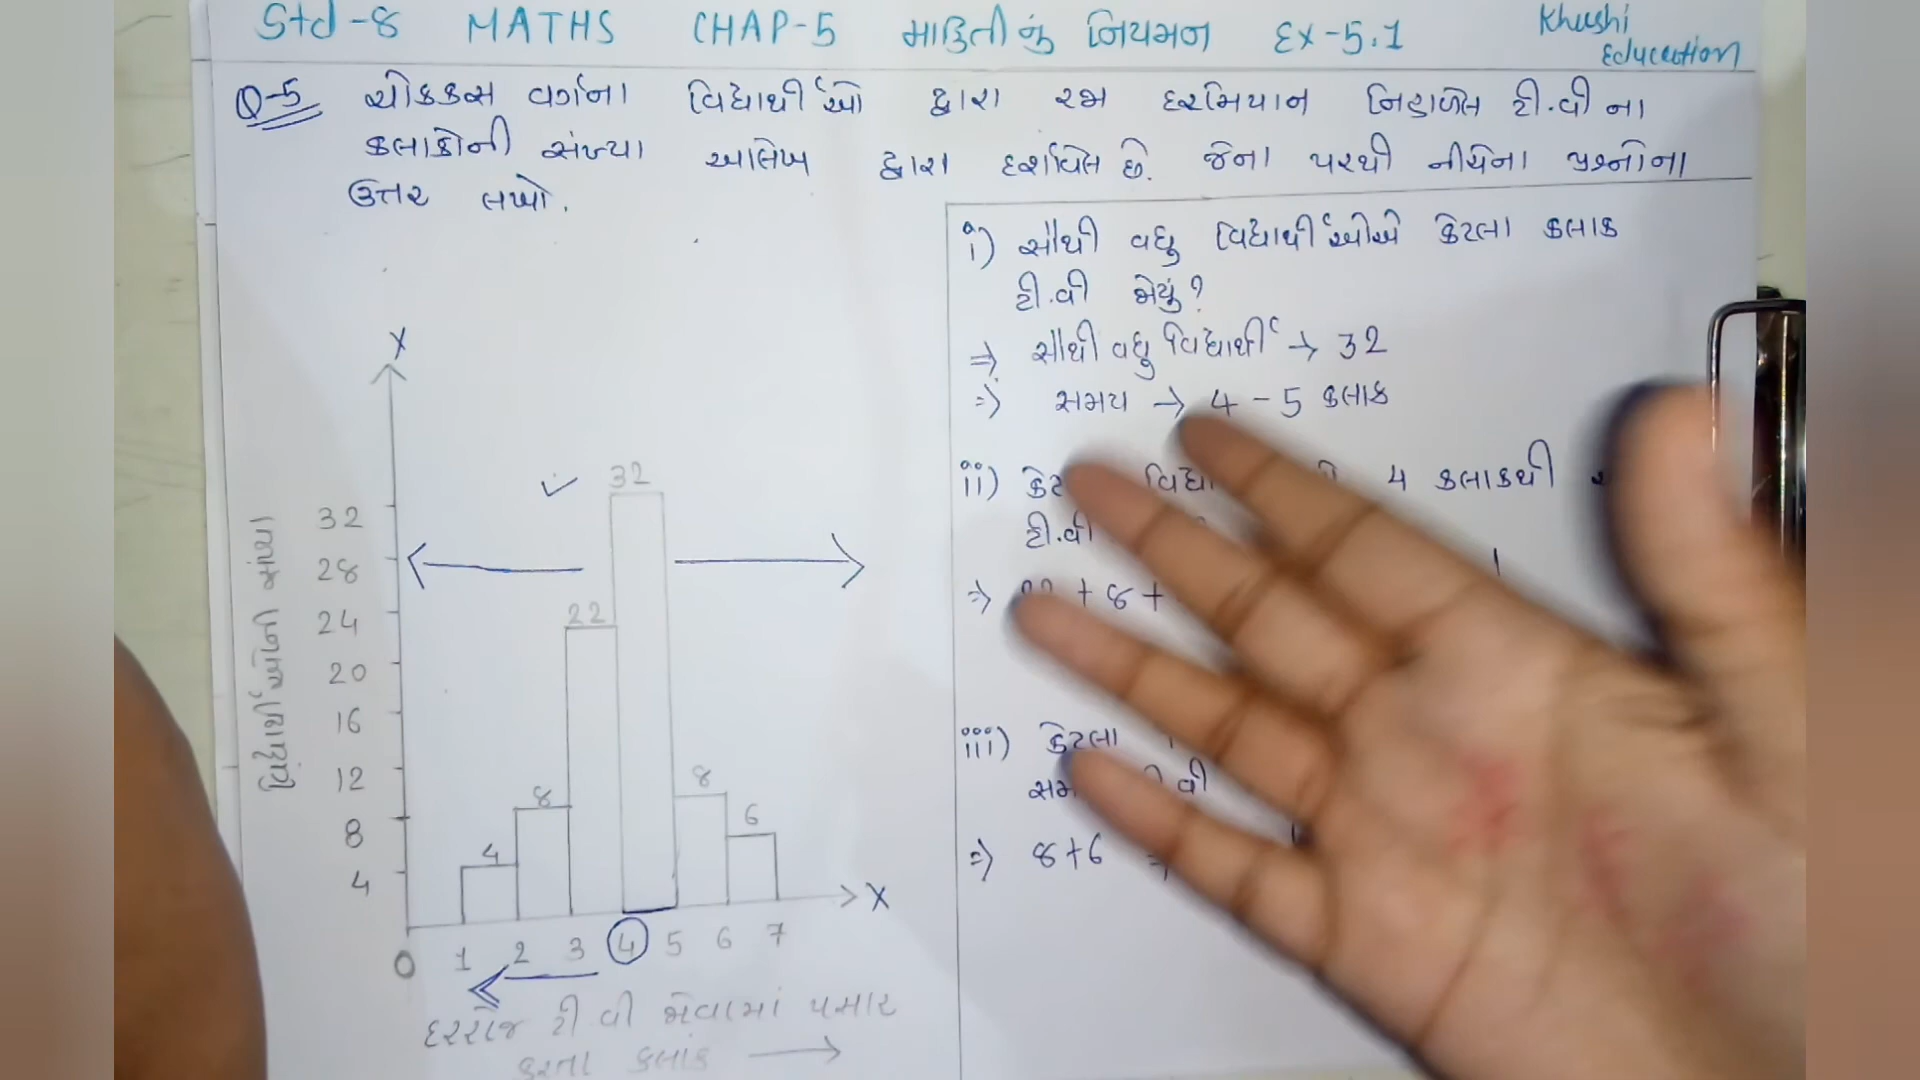 Std-8 MATHS CHAP-5 માહિતીનું નિયમન Ex-5.1 Khushi Education
Q-5 ચોક્કસ વર્ગના વિદ્યાર્થીઓ દ્વારા રજા દરમિયાન નિહાળેલ ટી.વી ના
કલાકોની સંખ્યા આલેખ દ્વારા દર્શાવેલ છે. જેના પરથી નીચેના પ્રશ્નોના
ઉત્તર લખો.
i) સૌથી વધુ વિદ્યાર્થીઓએ કેટલા કલાક
ટી.વી જોયું?
⇒ સૌથી વધુ વિદ્યાર્થી → 32
⇒ સમય → 4 - 5 કલાક
ii) 4 કલાકથી
ટી.વી
⇒ + 8 +
iii) કેટલા
વી
⇒ 8+6
Y
32
28
24
20
16
12
8
4
વિદ્યાર્થીઓની સંખ્યા
4 8 22 32 8 6
X
0 1 2 3 4 5 6 7
દરરોજ ટી વી જોવામાં પસાર
કરતા કલાક →